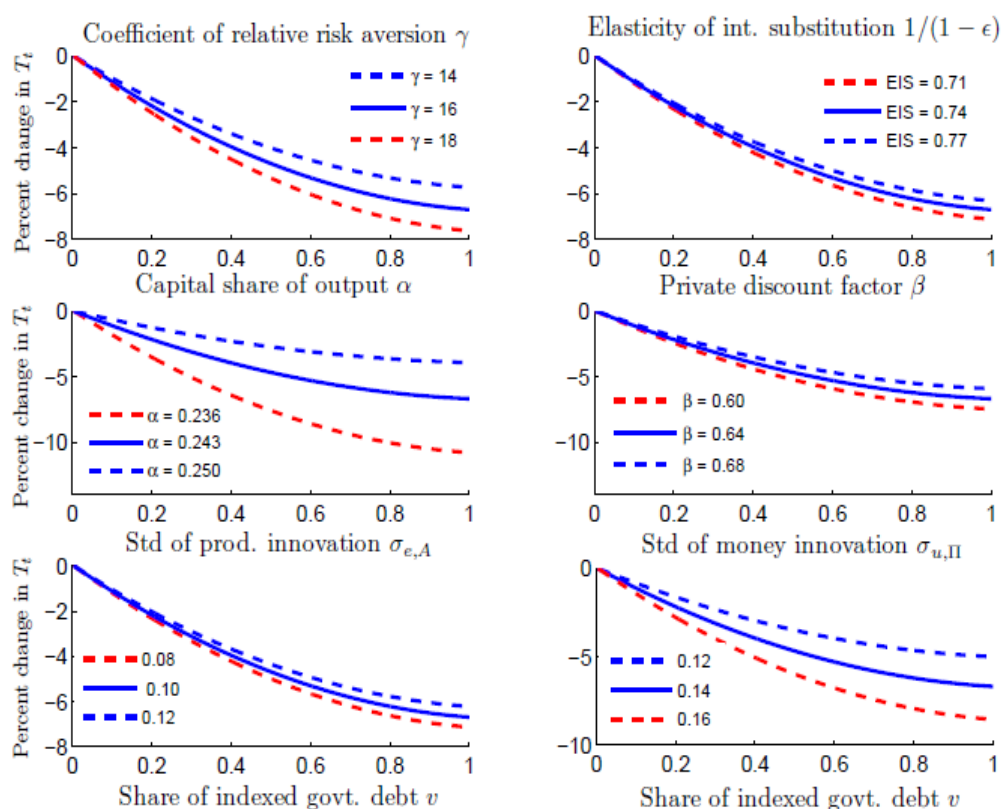 Coefficient of relative risk aversion γ
Percent change in T_t
0
−2
−4
−6
−8
γ = 14
γ = 16
γ = 18
0 0.2 0.4 0.6 0.8 1
Elasticity of int. substitution 1/(1 − ϵ)
0
−2
−4
−6
−8
EIS = 0.71
EIS = 0.74
EIS = 0.77
0 0.2 0.4 0.6 0.8 1
Capital share of output α
Percent change in T_t
0
−5
−10
α = 0.236
α = 0.243
α = 0.250
0 0.2 0.4 0.6 0.8 1
Private discount factor β
0
−5
−10
β = 0.60
β = 0.64
β = 0.68
0 0.2 0.4 0.6 0.8 1
Std of prod. innovation σ_{e,A}
Percent change in T_t
0
−2
−4
−6
−8
0.08
0.10
0.12
0 0.2 0.4 0.6 0.8 1
Share of indexed govt. debt v
Std of money innovation σ_{u,Π}
0
−5
−10
0.12
0.14
0.16
0 0.2 0.4 0.6 0.8 1
Share of indexed govt. debt v